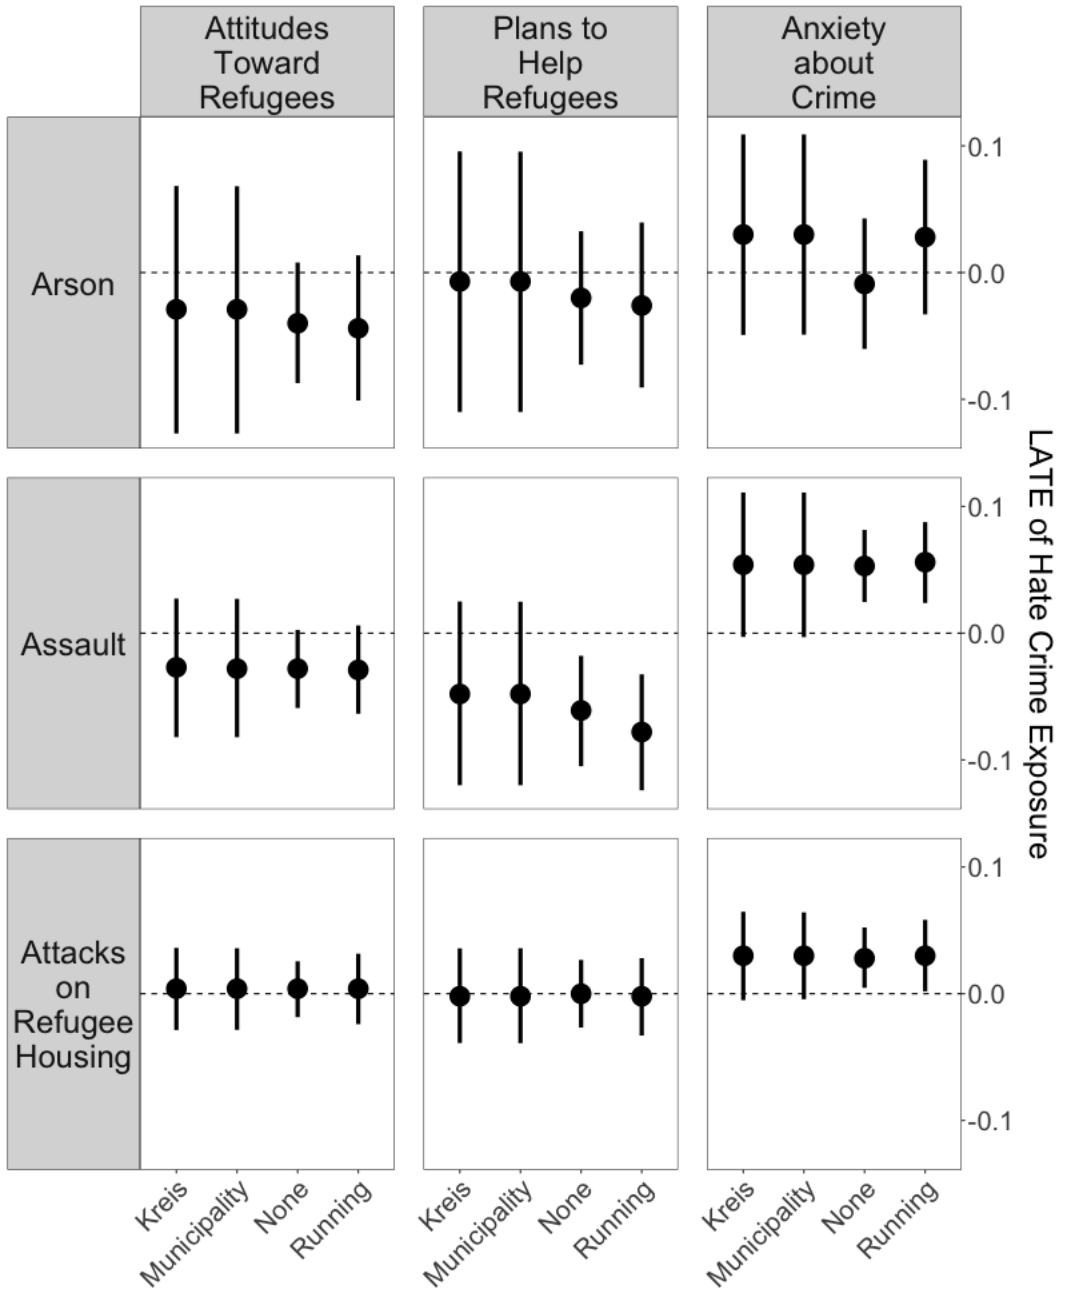 Attitudes
Toward
Refugees
Plans to
Help
Refugees
Anxiety
about
Crime
Arson
0.1
0.0
-0.1
Assault
0.1
0.0
-0.1
Attacks
on
Refugee
Housing
0.1
0.0
-0.1
LATE of Hate Crime Exposure
Kreis
Municipality
None
Running
Kreis
Municipality
None
Running
Kreis
Municipality
None
Running